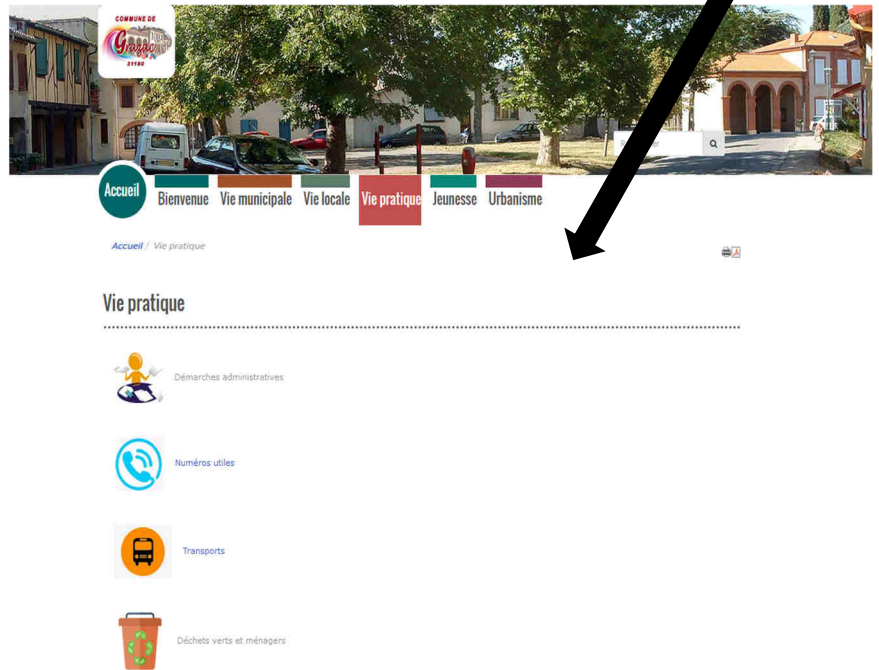 COMMUNE DE
Grazac
31190
Accueil
Bienvenue
Vie municipale
Vie locale
Vie pratique
Jeunesse
Urbanisme
Accueil / Vie pratique
Vie pratique
Démarches administratives
Numéros utiles
Transports
Déchets verts et ménagers